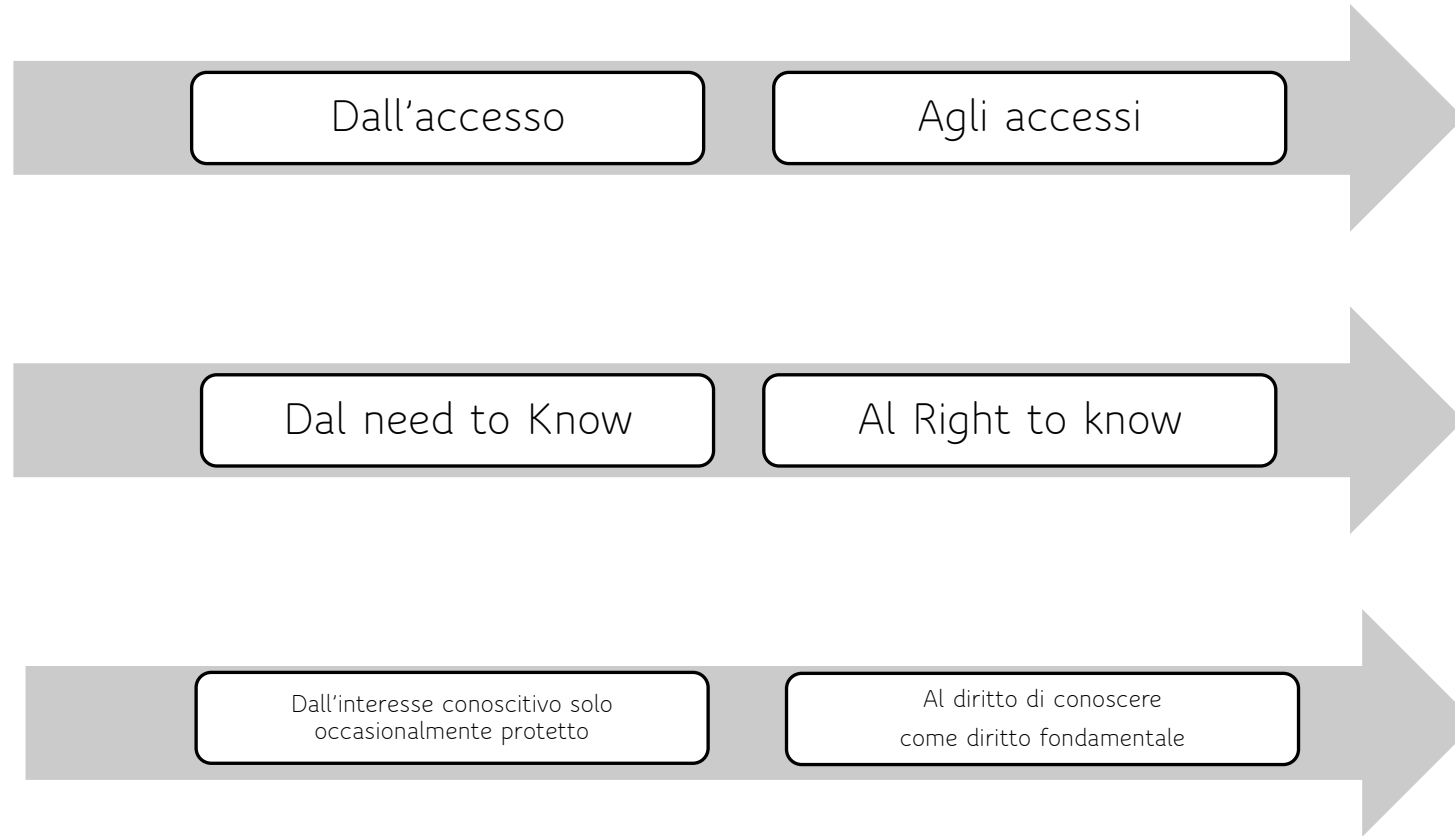 Dall'accesso
Agli accessi
Dal need to Know
Al Right to know
Dall'interesse conoscitivo solo
occasionalmente protetto
Al diritto di conoscere
come diritto fondamentale